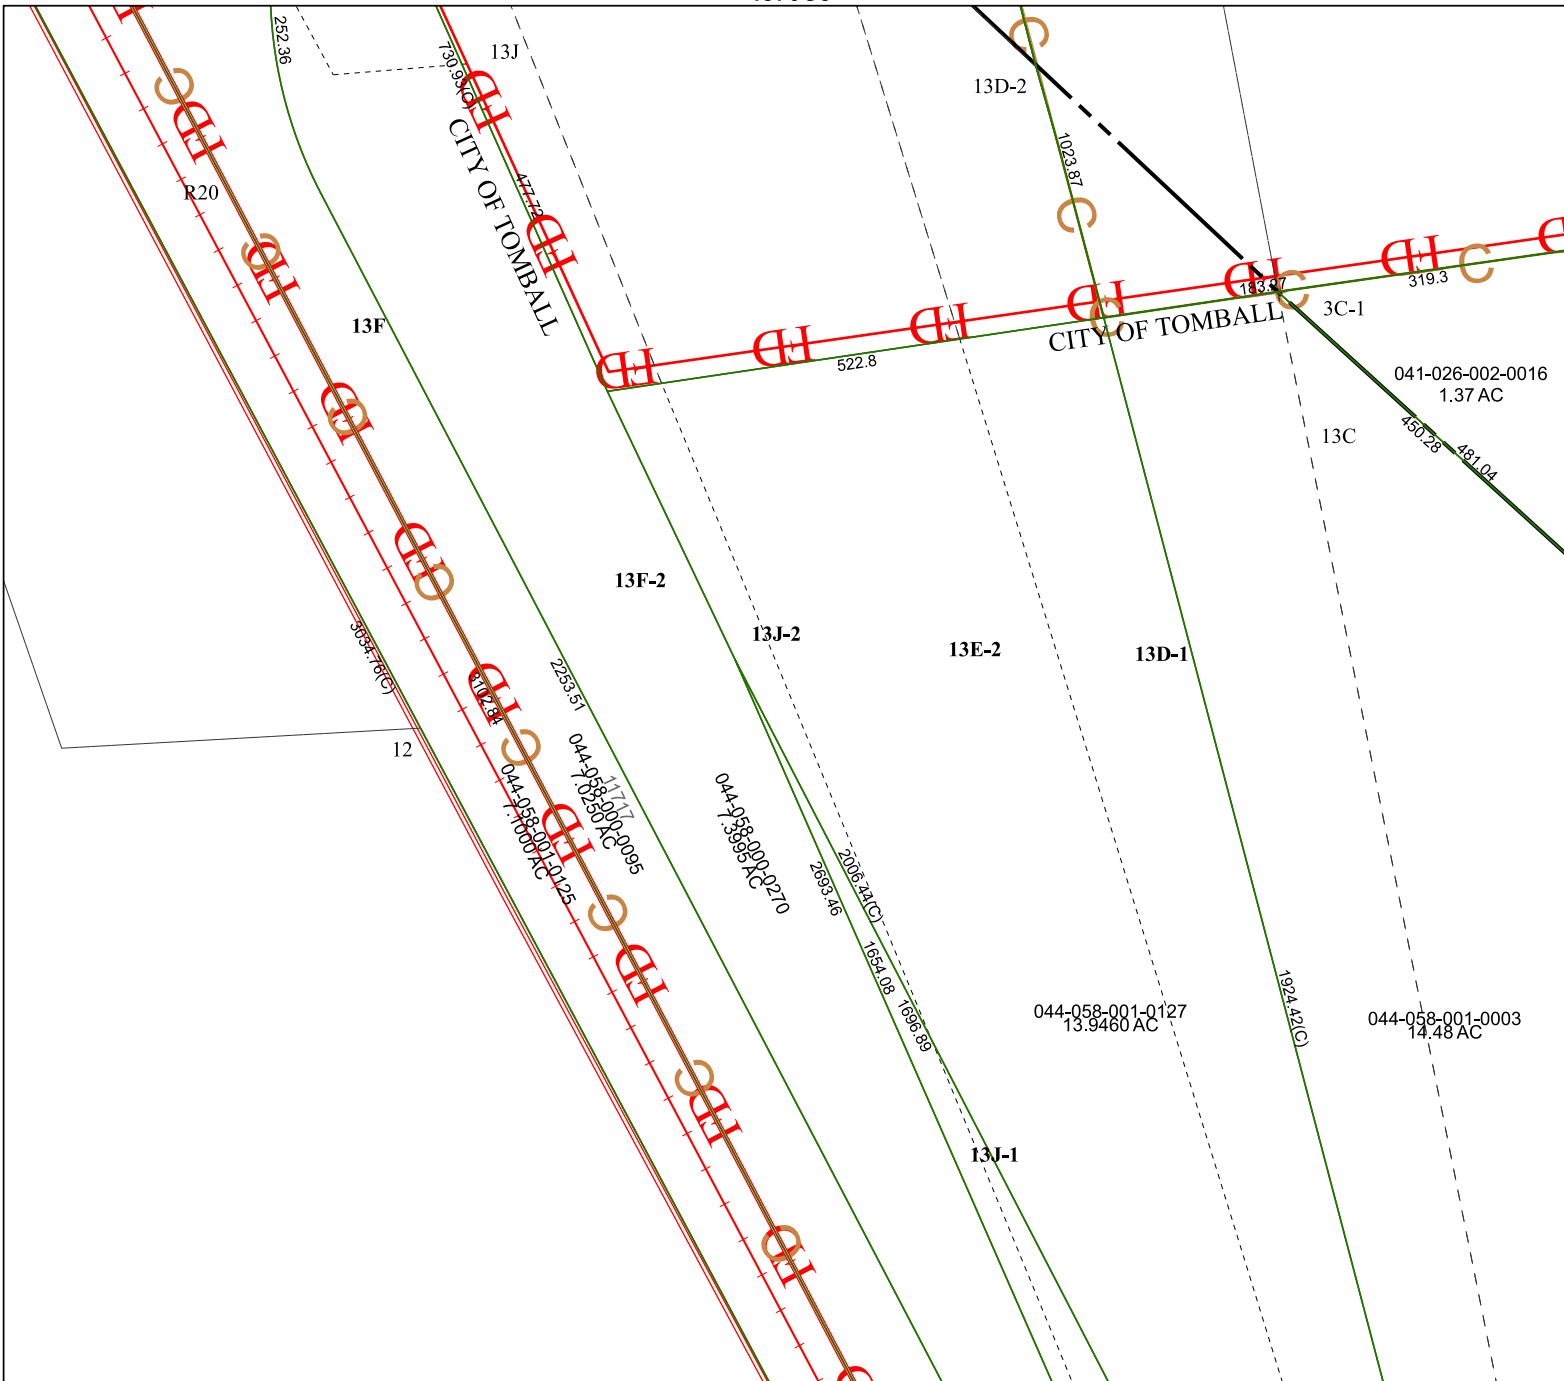 252.36
730.93(C)
13J
13D-2
CITY OF TOMBALL
477.72
1023.87
R20
13F
183.27
319.3
3C-1
CITY OF TOMBALL
522.8
041-026-002-0016
1.37 AC
13C
450.28
481.04
13F-2
13J-2
13E-2
13D-1
3034.76(C)
3102.84
2253.51
12
044-058-001-0125
7.1000 AC
044-058-000-0095
7.0250 AC
11717
044-058-000-0270
7.3995 AC
2693.46
2006.44(C)
1654.08
1696.89
044-058-001-0127
13.9460 AC
1924.42(C)
044-058-001-0003
14.48 AC
13J-1
C
C
C
C
C
C
C
C
C
C
C
C
C
C